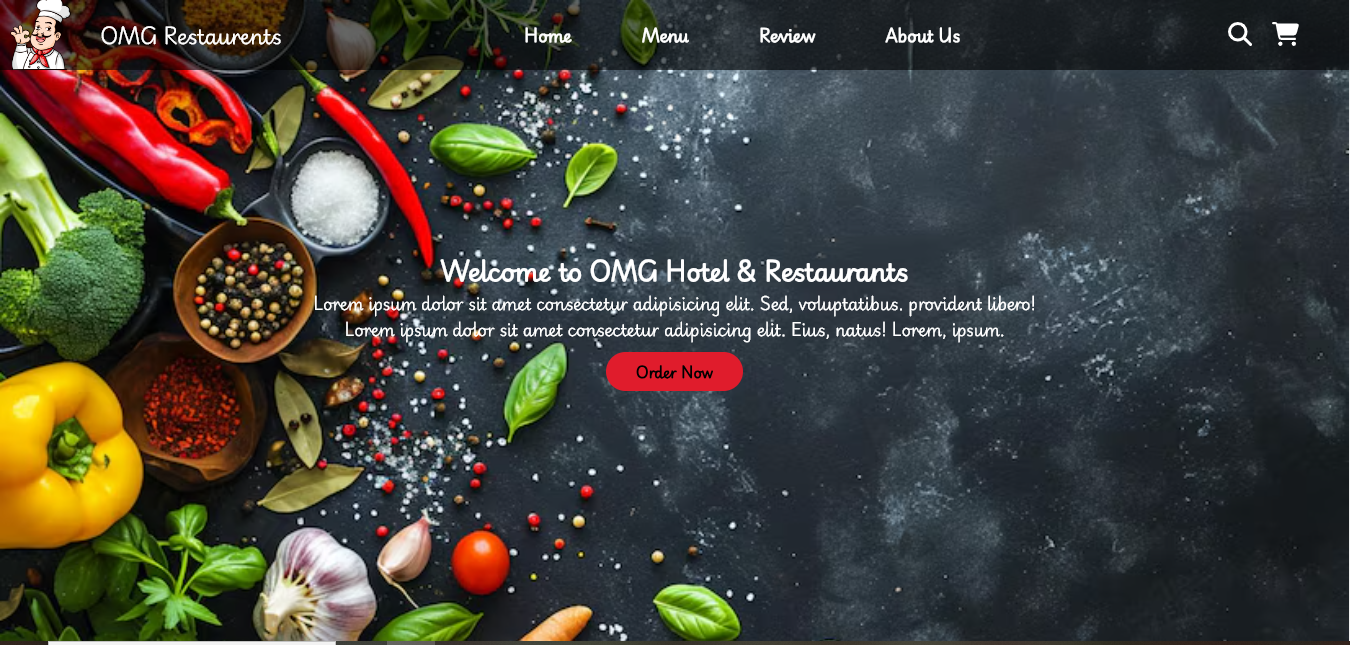 OMG Restaurents
Home Menu Review About Us
Welcome to OMG Hotel & Restaurants
Lorem ipsum dolor sit amet consectetur adipisicing elit. Sed, voluptatibus. provident libero!
Lorem ipsum dolor sit amet consectetur adipisicing elit. Eius, natus! Lorem, ipsum.
Order Now